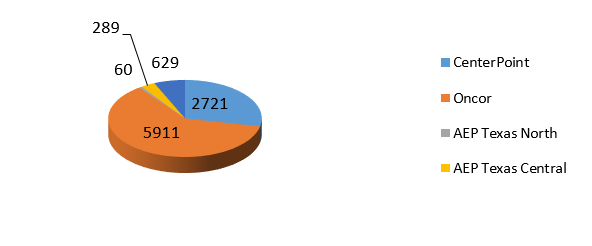 289
60
629
2721
5911
CenterPoint
Oncor
AEP Texas North
AEP Texas Central